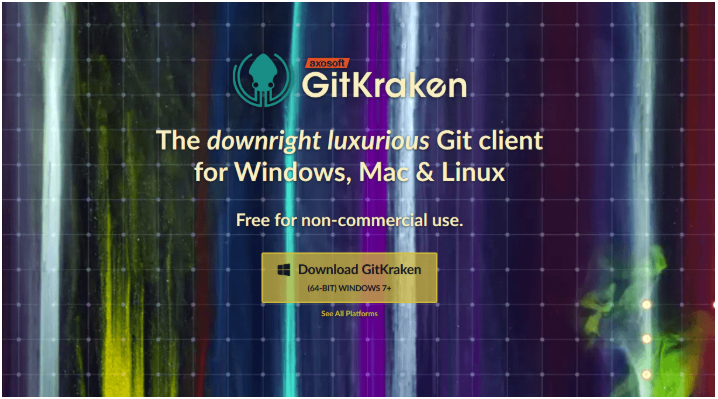 axosoft
GitKraken
The downright luxurious Git client
for Windows, Mac & Linux
Free for non-commercial use.
Download GitKraken
(64-BIT) WINDOWS 7+
See All Platforms